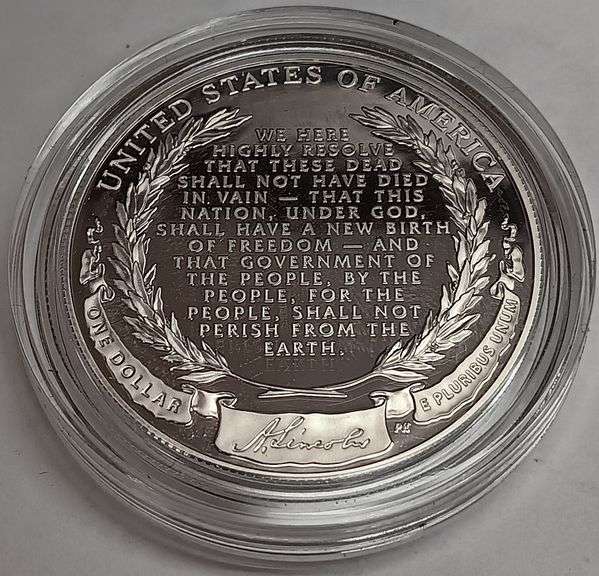 UNITED STATES OF AMERICA
WE HERE
HIGHLY RESOLVE
THAT THESE DEAD
SHALL NOT HAVE DIED
IN VAIN — THAT THIS
NATION, UNDER GOD,
SHALL HAVE A NEW BIRTH
OF FREEDOM — AND
THAT GOVERNMENT OF
THE PEOPLE, BY THE
PEOPLE, FOR THE
PEOPLE, SHALL NOT
PERISH FROM THE
EARTH.
ONE DOLLAR
A. Lincoln
PH
E PLURIBUS UNUM